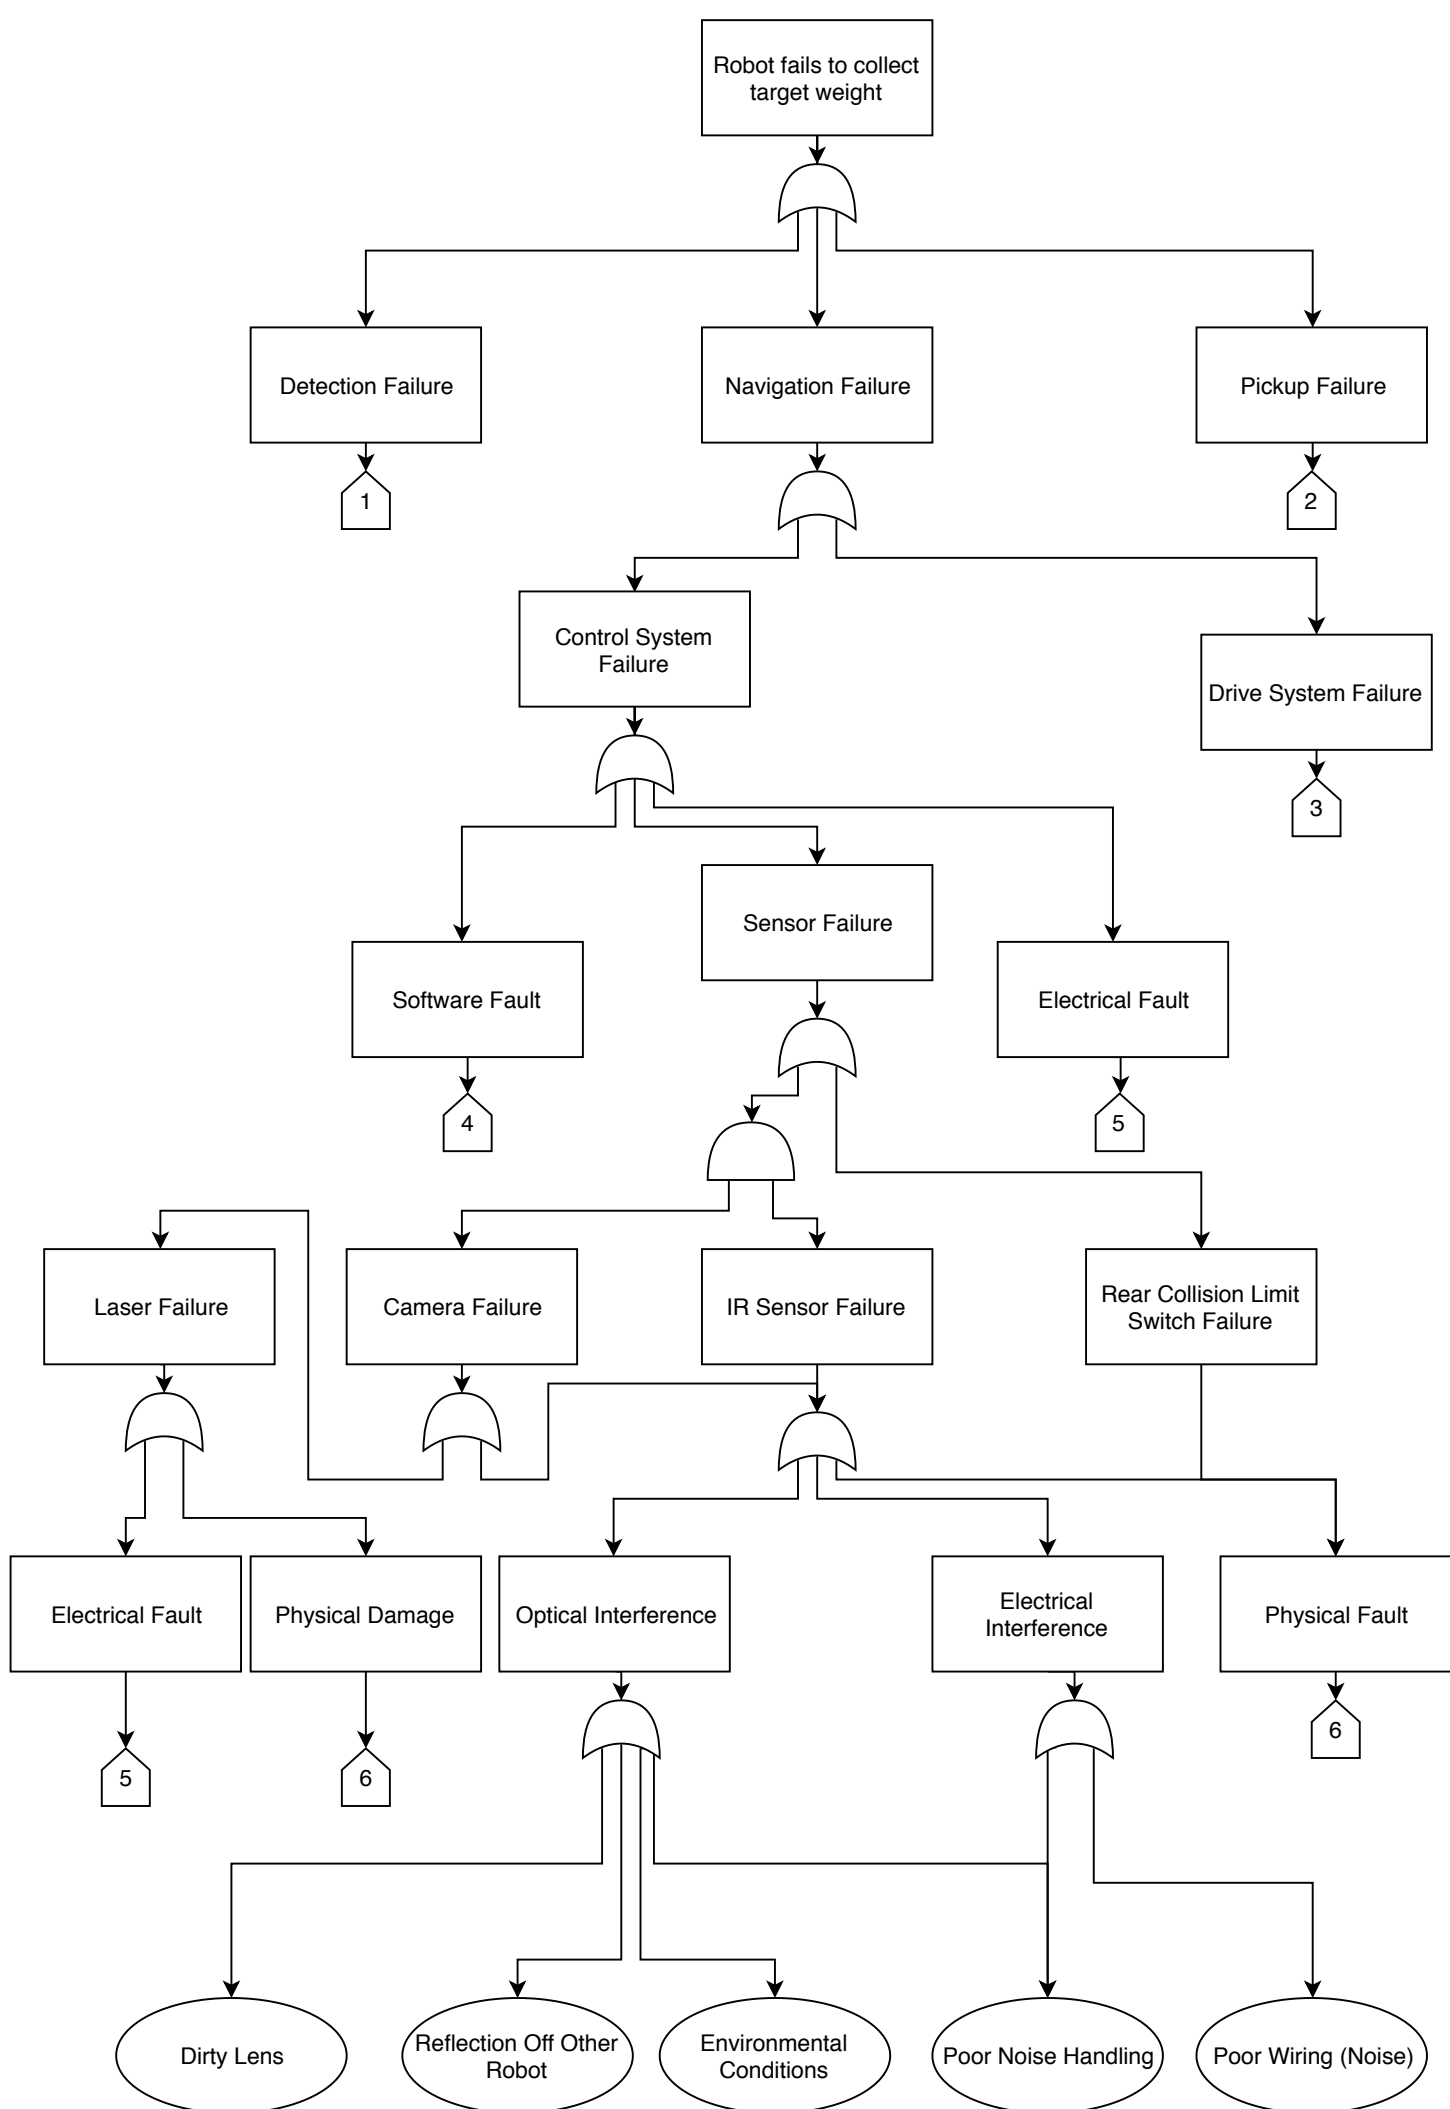 Robot fails to collect
target weight
Detection Failure
Navigation Failure
Pickup Failure
1
2
Control System
Failure
Drive System Failure
3
Sensor Failure
Software Fault
Electrical Fault
4
5
Laser Failure
Camera Failure
IR Sensor Failure
Rear Collision Limit
Switch Failure
Electrical Fault
Physical Damage
Optical Interference
Electrical
Interference
Physical Fault
6
5
6
Dirty Lens
Reflection Off Other
Robot
Environmental
Conditions
Poor Noise Handling
Poor Wiring (Noise)